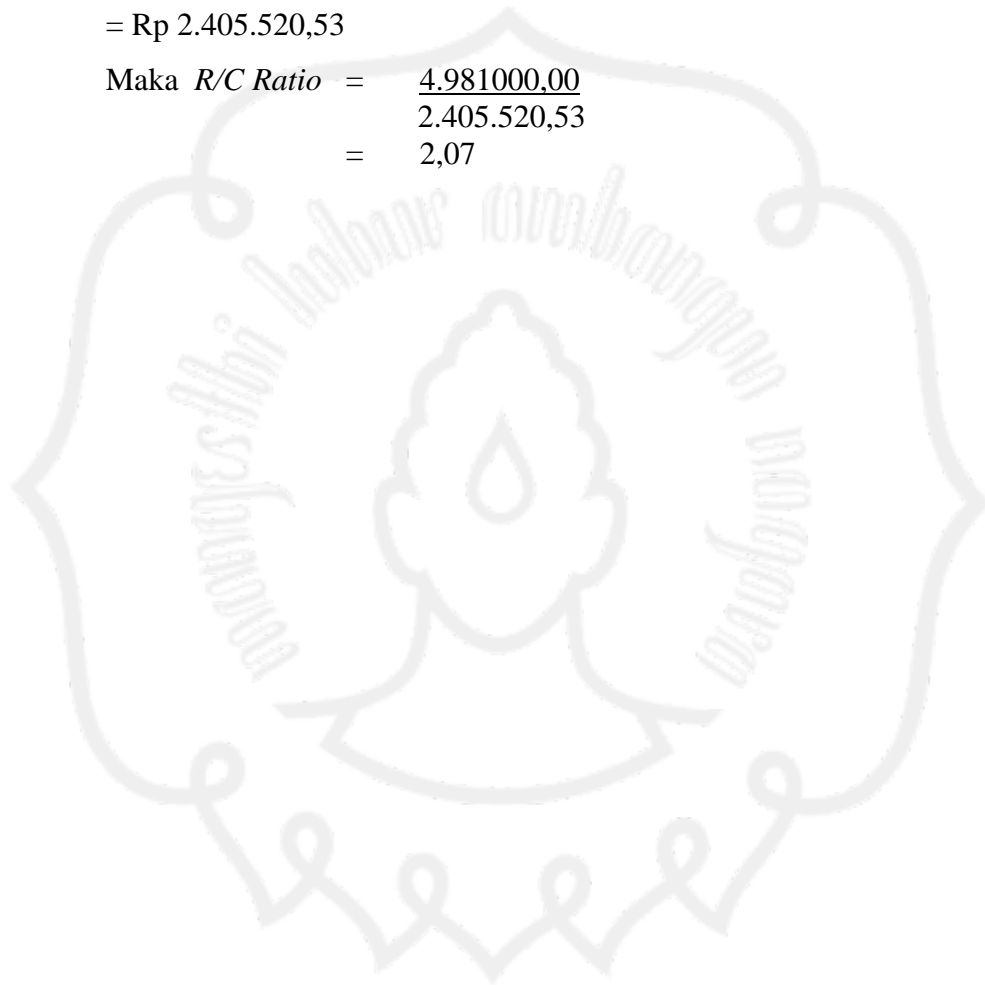 = Rp 2.405.520,53
Maka R/C Ratio = 4.981000,00
2.405.520,53
= 2,07